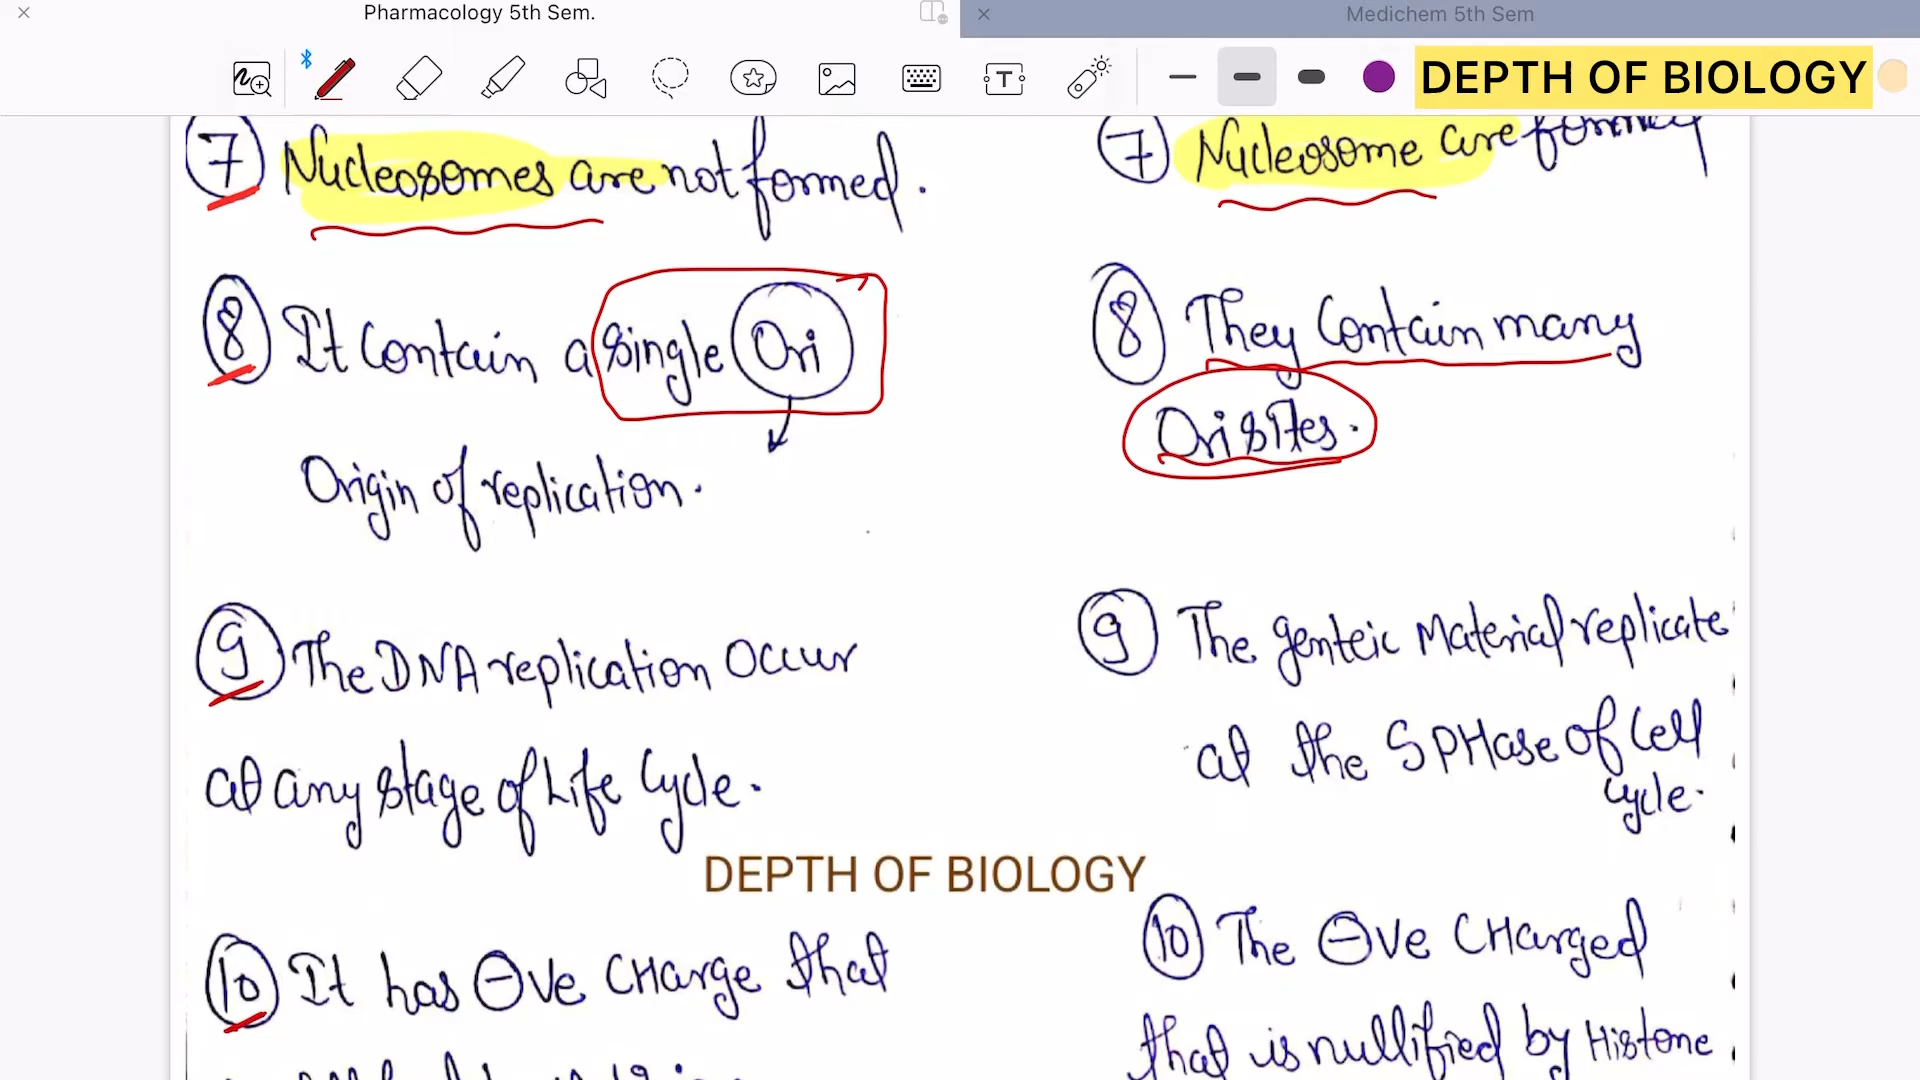 Pharmacology 5th Sem.
Medichem 5th Sem
DEPTH OF BIOLOGY
7 Nucleosomes are not formed.
8 It Contain a single Ori
Origin of replication.
9 The DNA replication Occur
at any stage of Life Cycle.
10 It has ⊖ve CHarge that
7 Nucleosome are formed
8 They Contain many
Ori sites.
9 The genteic Material replicate
at the S PHase of Cell
Cycle.
10 The ⊖ve CHarged
that is nullified by Histone
DEPTH OF BIOLOGY